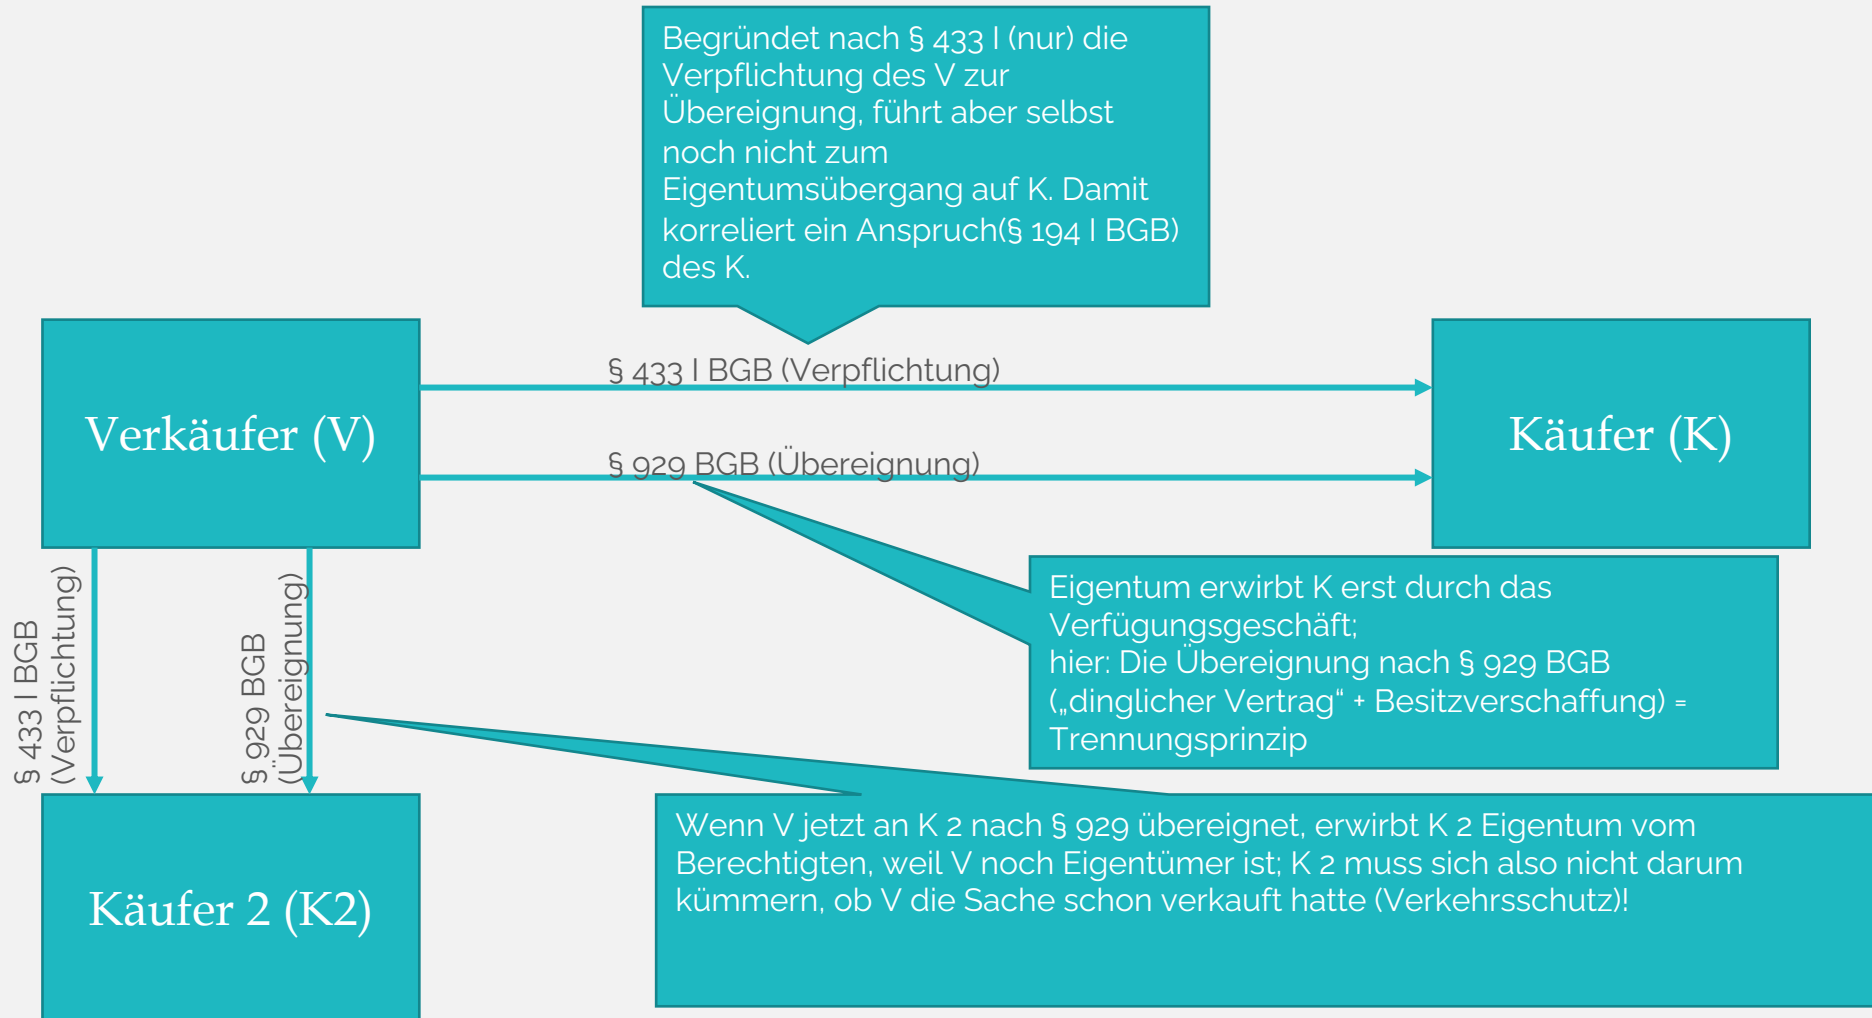 Begründet nach § 433 I (nur) die
Verpflichtung des V zur
Übereignung, führt aber selbst
noch nicht zum
Eigentumsübergang auf K. Damit
korreliert ein Anspruch(§ 194 I BGB)
des K.
Verkäufer (V)
§ 433 I BGB (Verpflichtung)
§ 929 BGB (Übereignung)
Käufer (K)
§ 433 I BGB
(Verpflichtung)
§ 929 BGB
(Übereignung)
Eigentum erwirbt K erst durch das
Verfügungsgeschäft;
hier: Die Übereignung nach § 929 BGB
(„dinglicher Vertrag“ + Besitzverschaffung) =
Trennungsprinzip
Wenn V jetzt an K 2 nach § 929 übereignet, erwirbt K 2 Eigentum vom
Berechtigten, weil V noch Eigentümer ist; K 2 muss sich also nicht darum
kümmern, ob V die Sache schon verkauft hatte (Verkehrsschutz)!
Käufer 2 (K2)